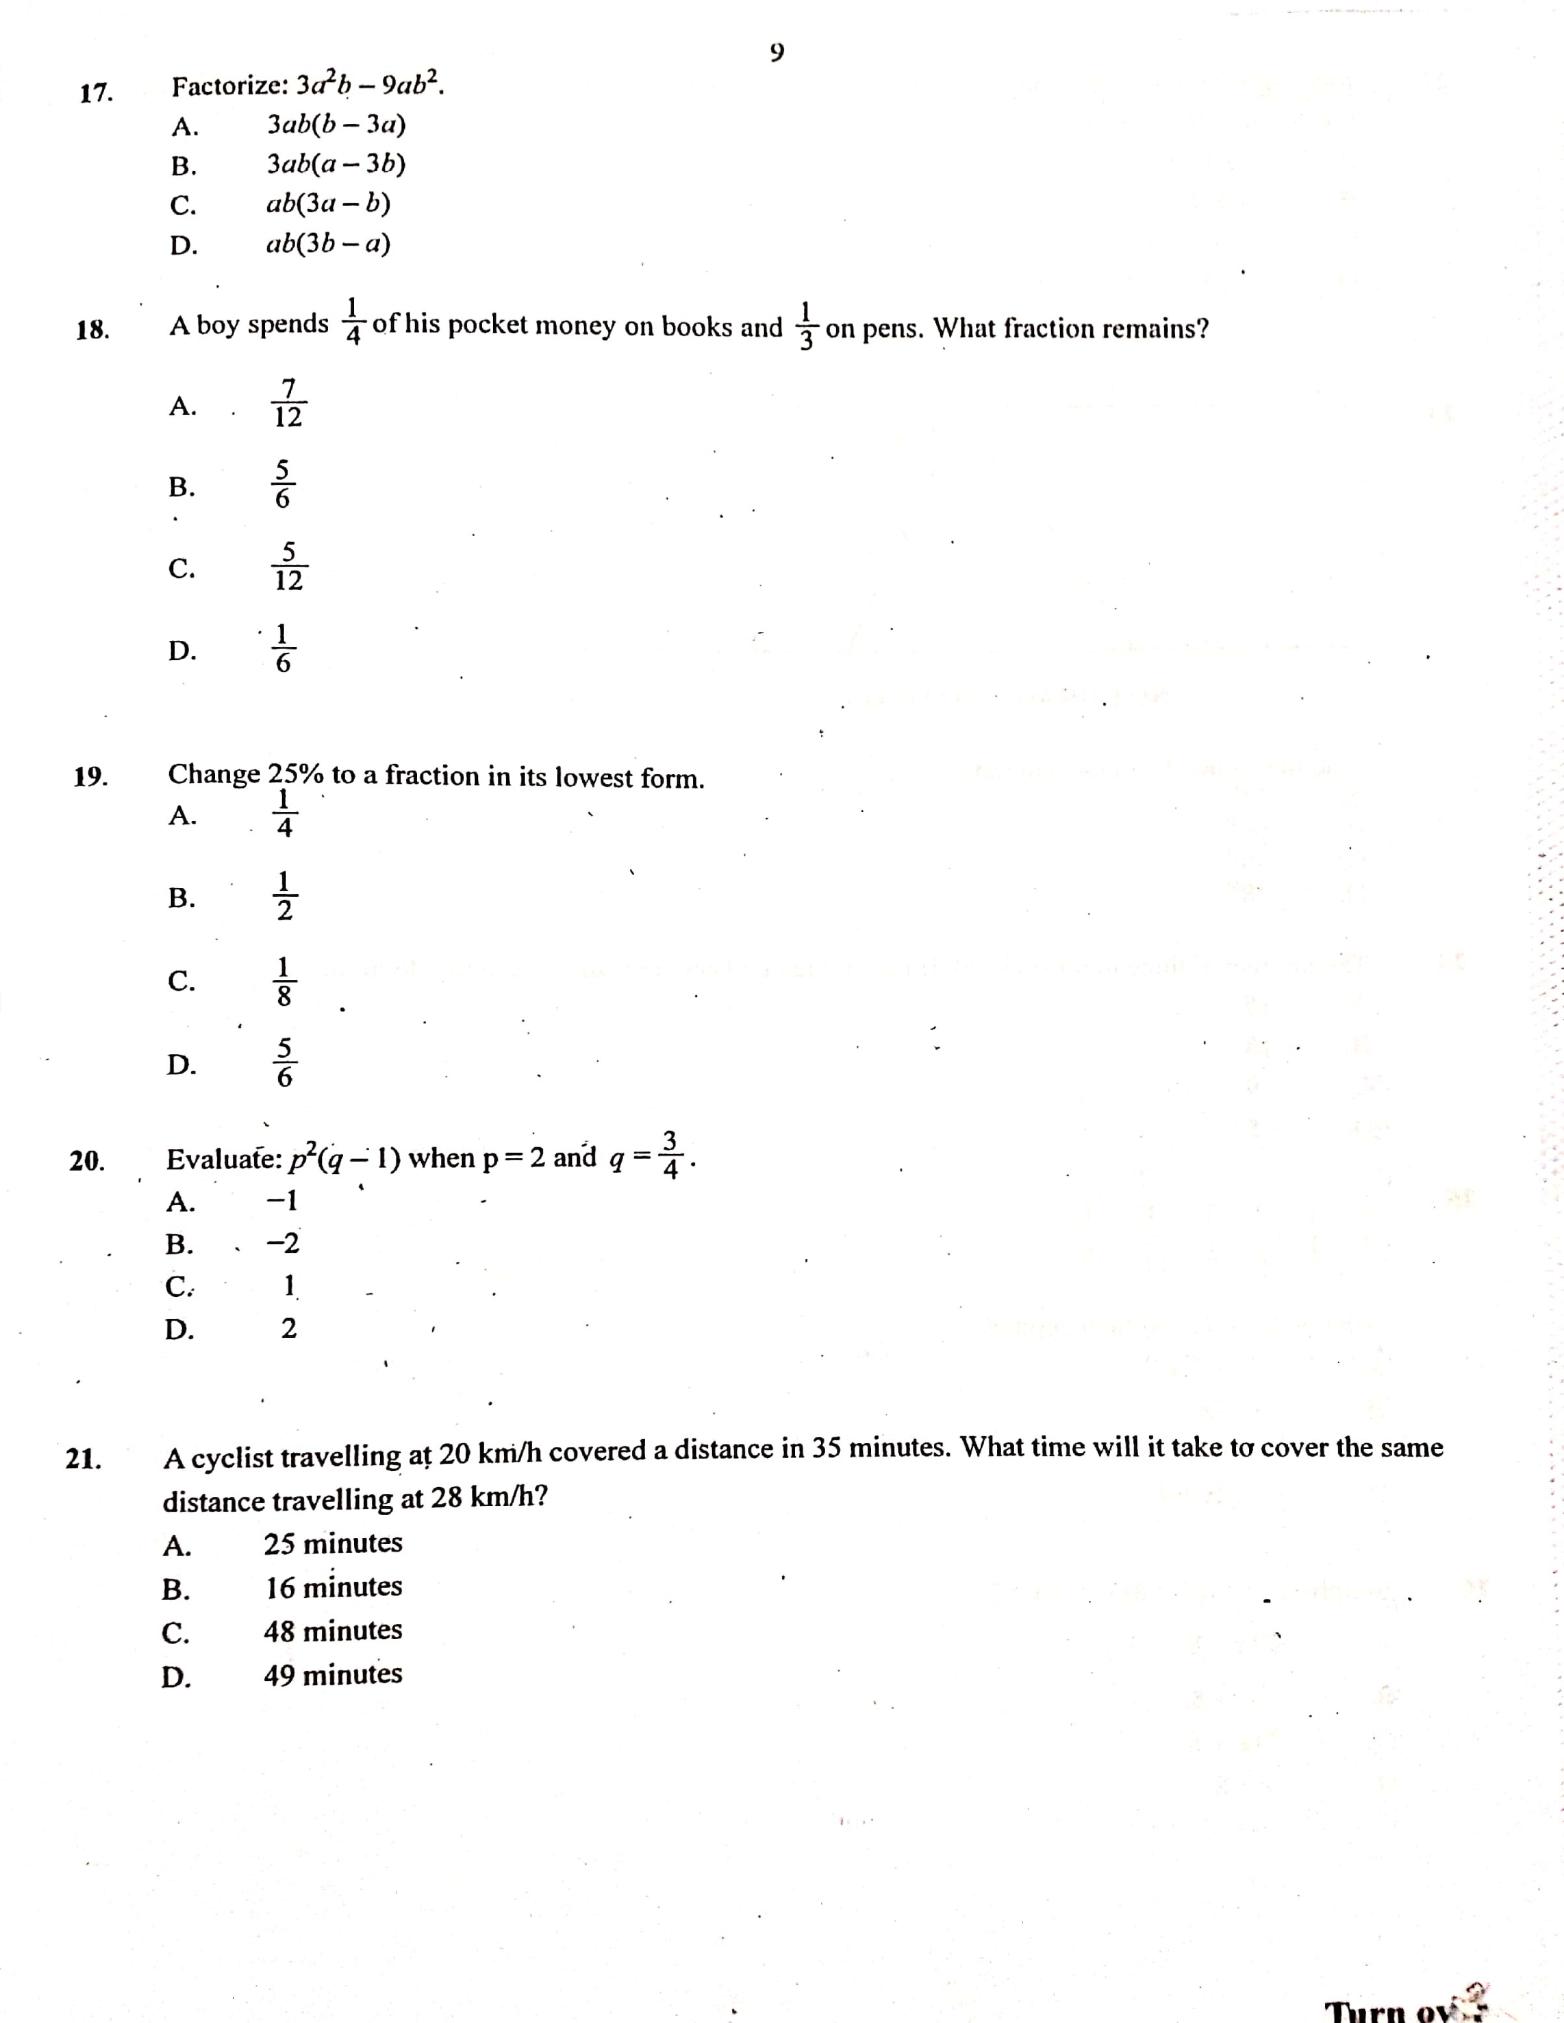 9
17. Factorize: 3a²b – 9ab².
A. 3ab(b – 3a)
B. 3ab(a – 3b)
C. ab(3a – b)
D. ab(3b – a)
18. A boy spends 1/4 of his pocket money on books and 1/3 on pens. What fraction remains?
A. 7/12
B. 5/6
C. 5/12
D. 1/6
19. Change 25% to a fraction in its lowest form.
A. 1/4
B. 1/2
C. 1/8
D. 5/6
20. Evaluate: p²(q – 1) when p = 2 and q = 3/4.
A. –1
B. –2
C. 1
D. 2
21. A cyclist travelling at 20 km/h covered a distance in 35 minutes. What time will it take to cover the same
distance travelling at 28 km/h?
A. 25 minutes
B. 16 minutes
C. 48 minutes
D. 49 minutes
Turn